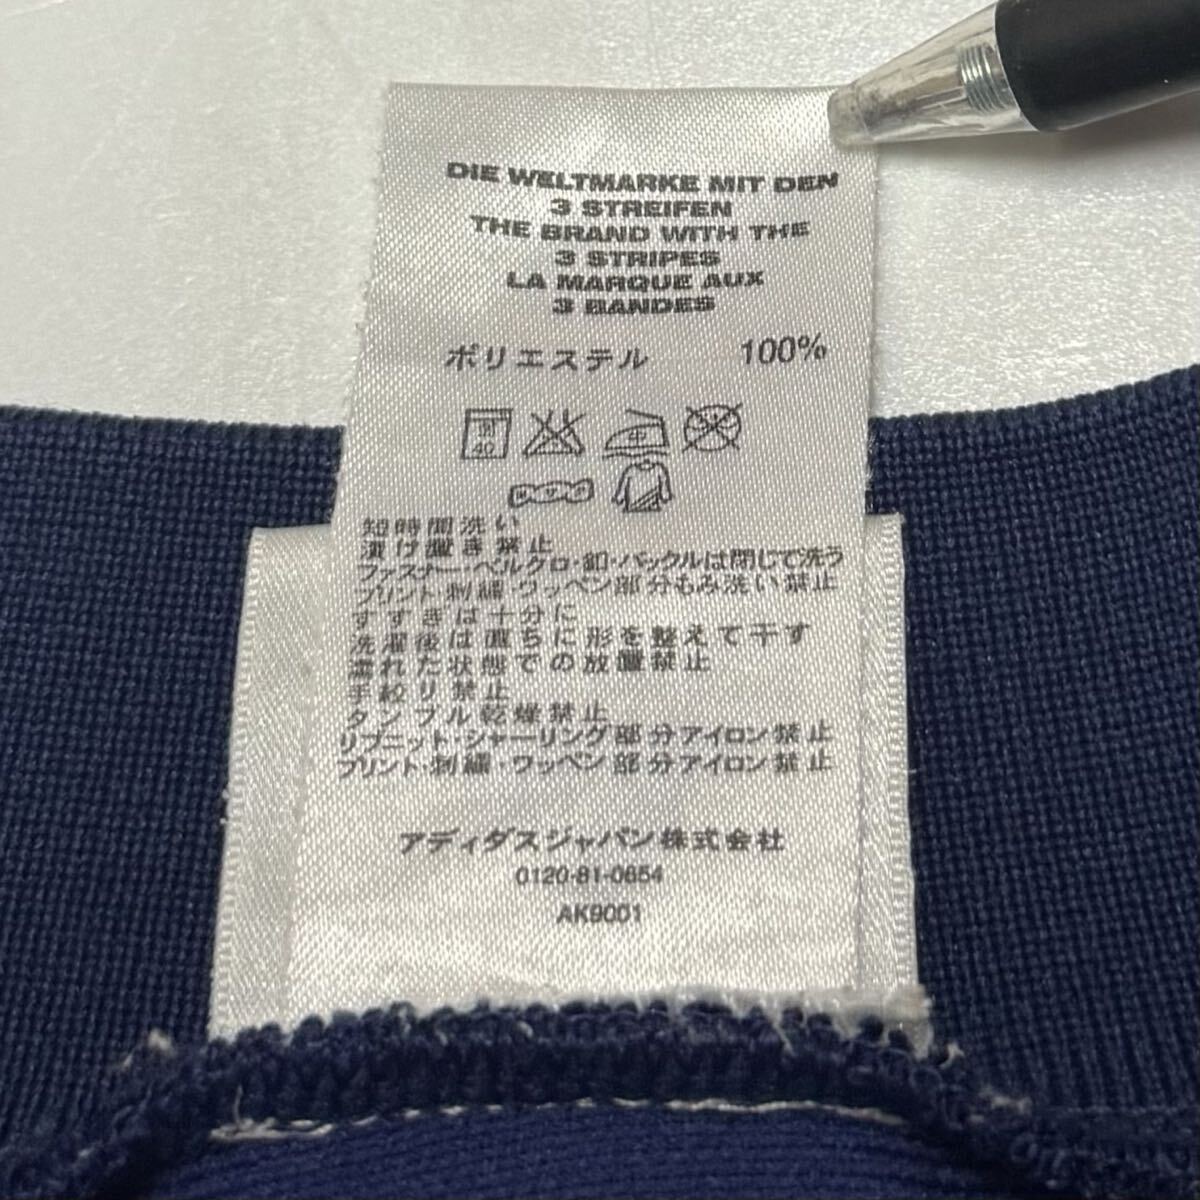 DIE WELTMARKE MIT DEN
3 STREIFEN
THE BRAND WITH THE
3 STRIPES
LA MARQUE AUX
3 BANDES
ポリエステル 100%
弱
40
中
ヨワク
短時間洗い
漬け置き禁止
ファスナー・ベルクロ・釦・バックルは閉じて洗う
プリント・刺繍・ワッペン部分もみ洗い禁止
すすぎは十分に
洗濯後は直ちに形を整えて干す
濡れた状態での放置禁止
手絞り禁止
タンブル乾燥禁止
リブニット・シャーリング部分アイロン禁止
プリント・刺繍・ワッペン部分アイロン禁止
アディダスジャパン株式会社
0120-81-0654
AK9001